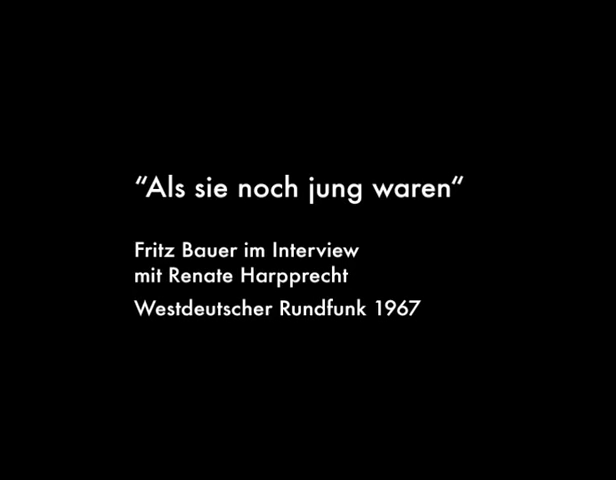 “Als sie noch jung waren“
Fritz Bauer im Interview
mit Renate Harpprecht
Westdeutscher Rundfunk 1967